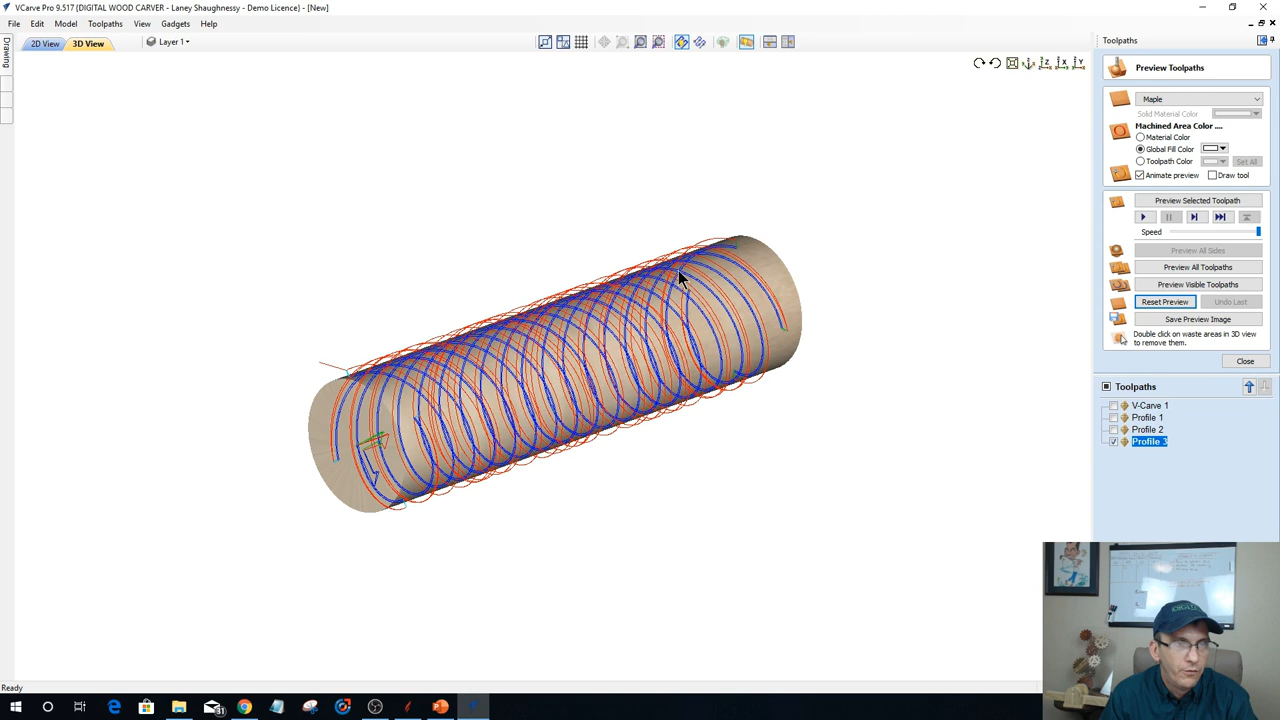 VCarve Pro 9.517 {DIGITAL WOOD CARVER - Laney Shaughnessy - Demo Licence} - [New]
File Edit Model Toolpaths View Gadgets Help
2D View 3D View Layer 1
Drawing
Toolpaths
Preview Toolpaths
Maple
Solid Material Color
Machined Area Color ....
Material Color
Global Fill Color
Toolpath Color Set All
Animate preview Draw tool
Preview Selected Toolpath
Speed
Preview All Sides
Preview All Toolpaths
Preview Visible Toolpaths
Reset Preview Undo Last
Save Preview Image
Double click on waste areas in 3D view
to remove them.
Close
Toolpaths
V-Carve 1
Profile 1
Profile 2
Profile 3
Z X Y
Ready
31